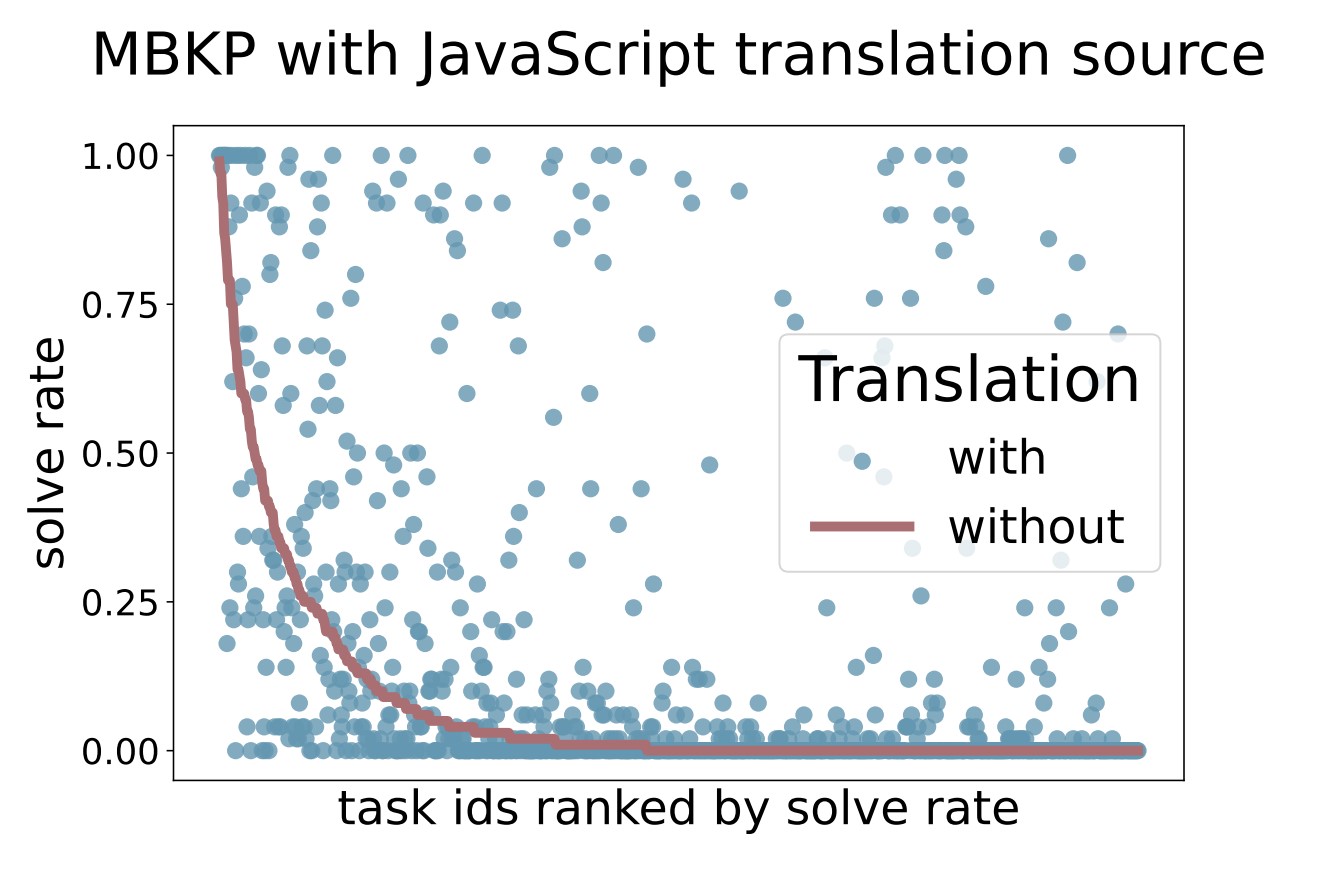 MBKP with JavaScript translation source
1.00
0.75
0.50
0.25
0.00
solve rate
Translation
with
without
task ids ranked by solve rate